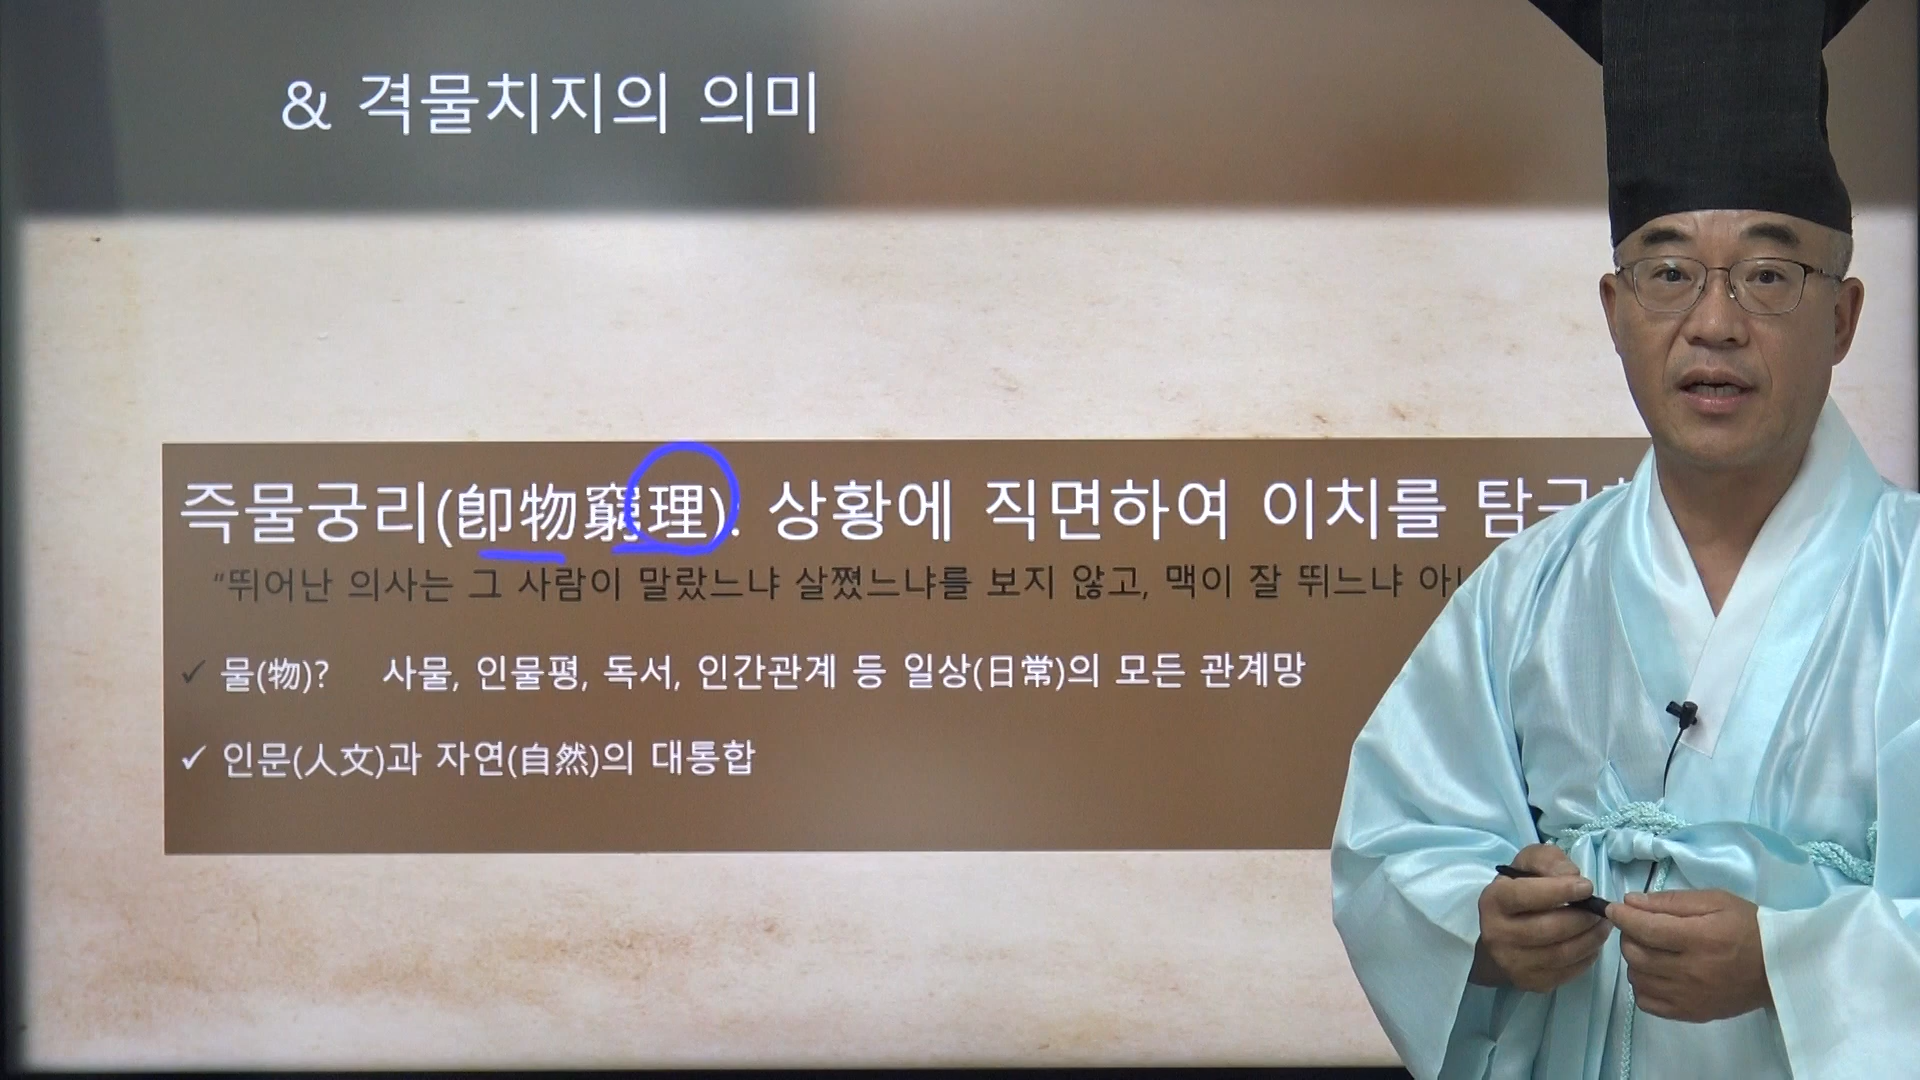 & 격물치지의 의미
즉물궁리(卽物窮理): 상황에 직면하여 이치를
“뛰어난 의사는 그 사람이 말랐느냐 살쪘느냐를 보지 않고, 맥이 잘 뛰느냐
✓ 물(物)? 사물, 인물평, 독서, 인간관계 등 일상(日常)의 모든 관계망
✓ 인문(人文)과 자연(自然)의 대통합